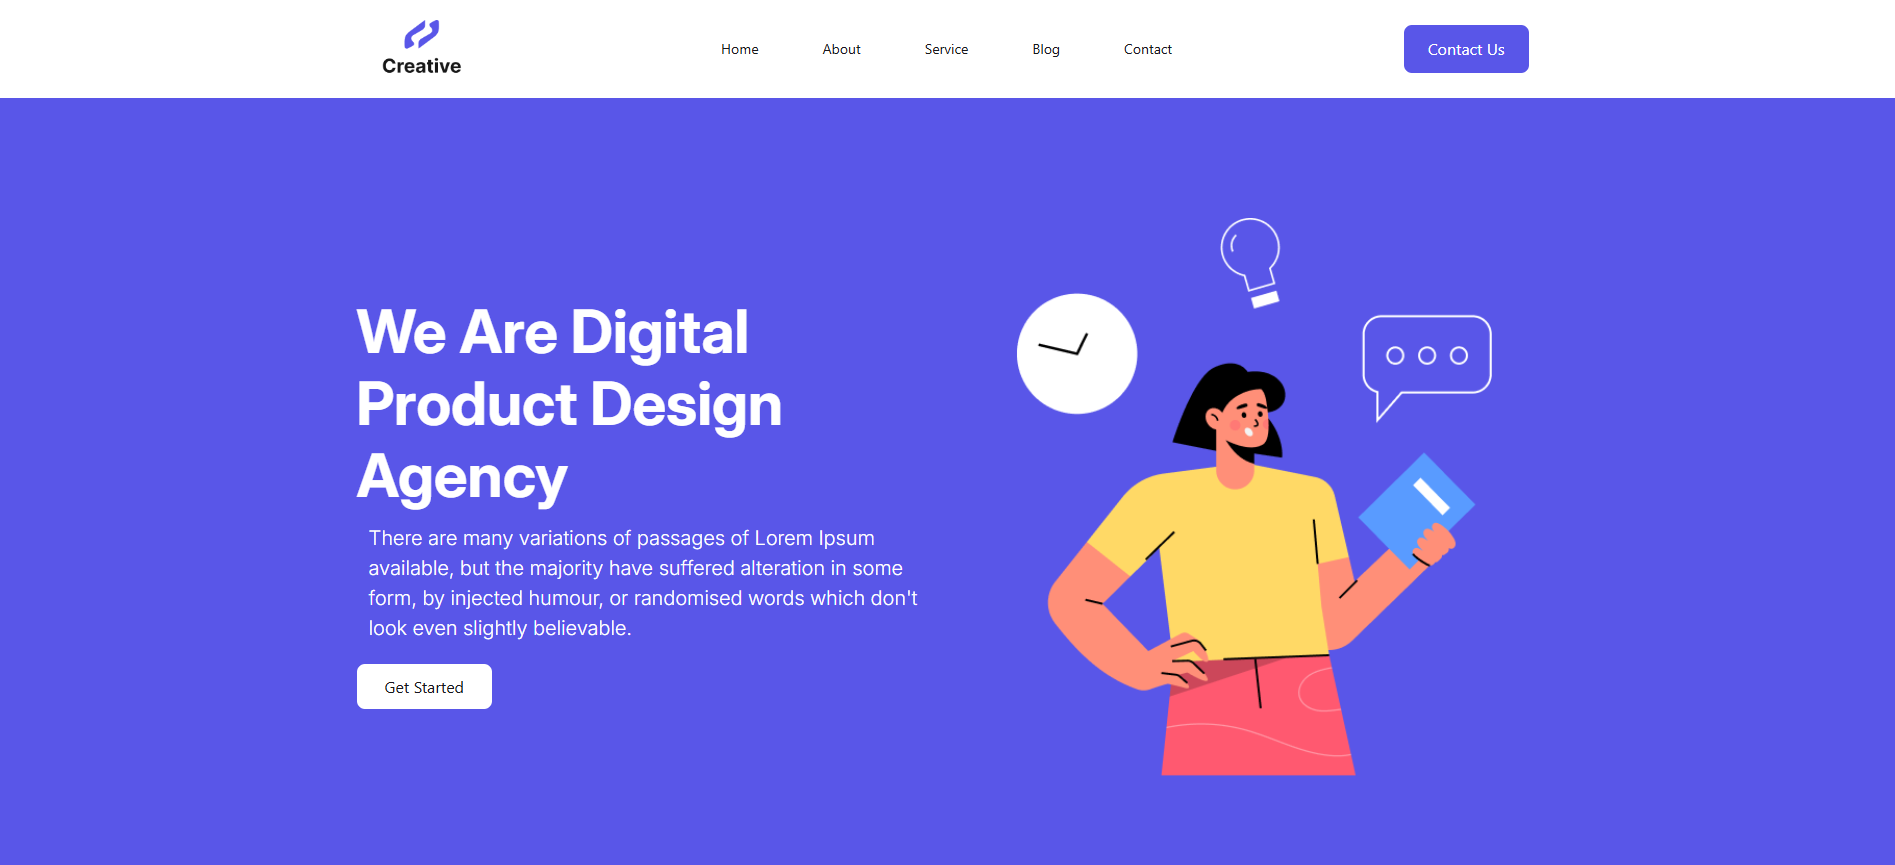 Creative
Home About Service Blog Contact
Contact Us
We Are Digital
Product Design
Agency
There are many variations of passages of Lorem Ipsum
available, but the majority have suffered alteration in some
form, by injected humour, or randomised words which don't
look even slightly believable.
Get Started